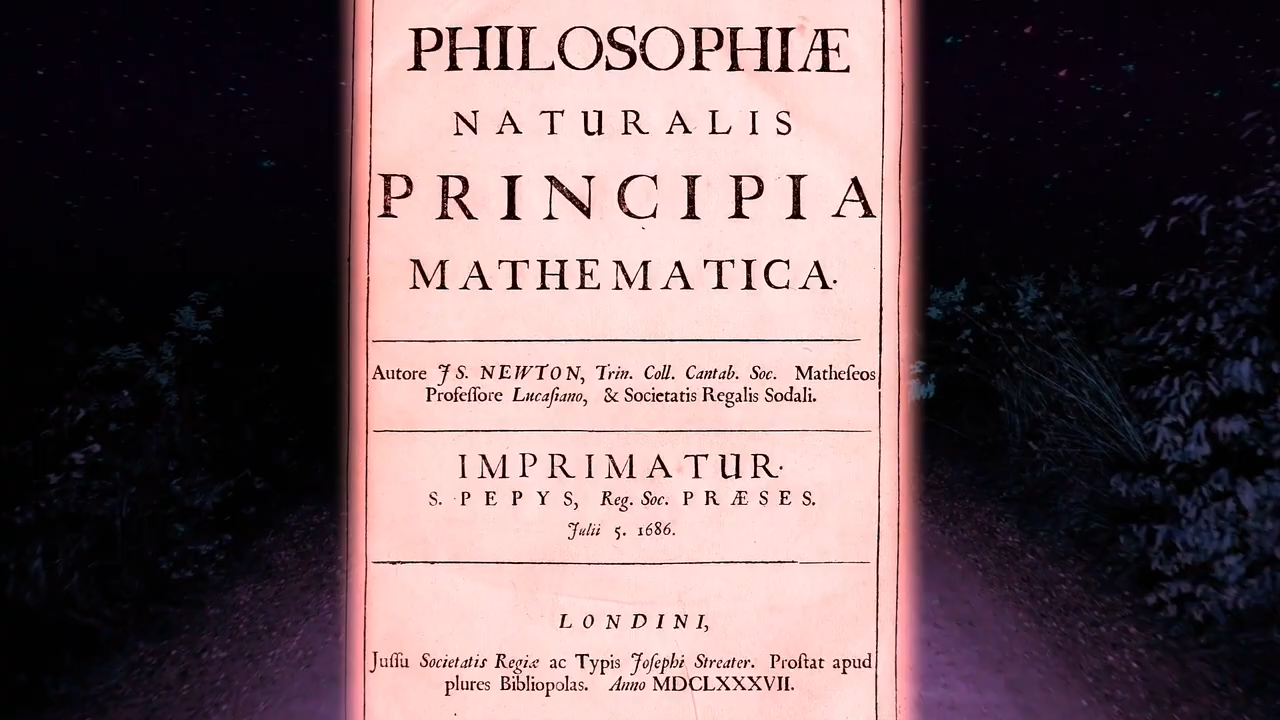 PHILOSOPHIÆ
NATURALIS
PRINCIPIA
MATHEMATICA.
Autore JS. NEWTON, Trin. Coll. Cantab. Soc. Matheſeos
Profeſſore Lucaſiano, & Societatis Regalis Sodali.
IMPRIMATUR.
S. PEPYS, Reg. Soc. PRÆSES.
Julii 5. 1686.
LONDINI,
Juſſu Societatis Regiæ ac Typis Joſephi Streater. Proſtat apud
plures Bibliopolas. Anno MDCLXXXVII.